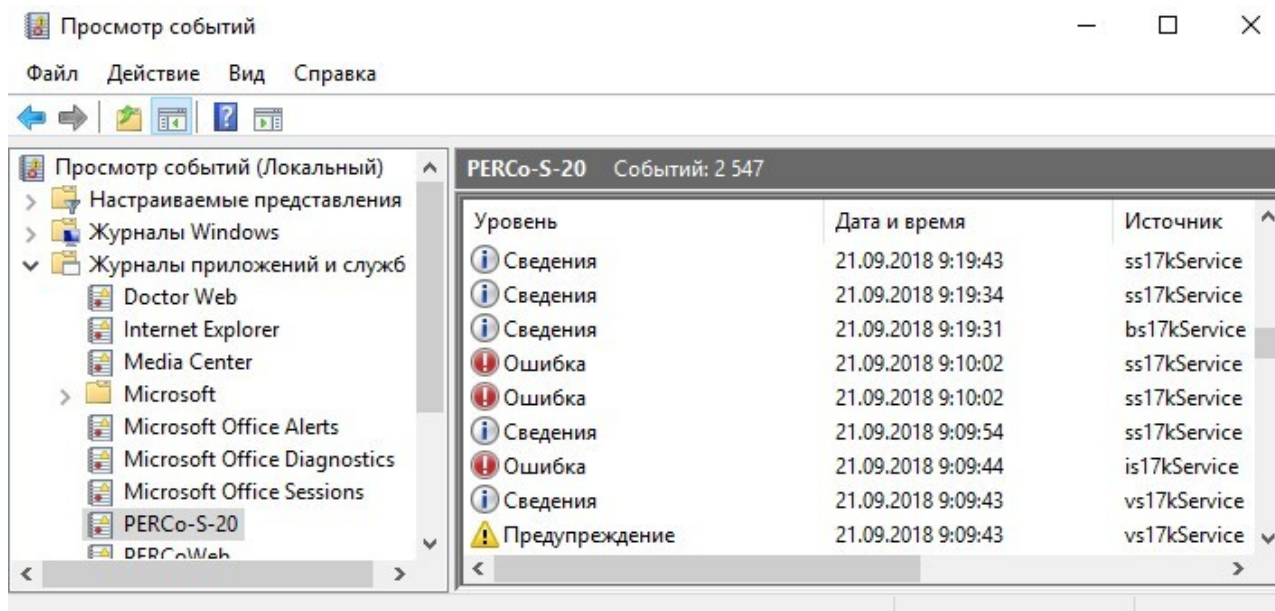 Просмотр событий
Файл Действие Вид Справка
Просмотр событий (Локальный)
Настраиваемые представления
Журналы Windows
Журналы приложений и служб
Doctor Web
Internet Explorer
Media Center
Microsoft
Microsoft Office Alerts
Microsoft Office Diagnostics
Microsoft Office Sessions
PERCo-S-20
PERCoWeb
PERCo-S-20 Событий: 2 547
Уровень Дата и время Источник
Сведения 21.09.2018 9:19:43 ss17kService
Сведения 21.09.2018 9:19:34 ss17kService
Сведения 21.09.2018 9:19:31 bs17kService
Ошибка 21.09.2018 9:10:02 ss17kService
Ошибка 21.09.2018 9:10:02 ss17kService
Сведения 21.09.2018 9:09:54 ss17kService
Ошибка 21.09.2018 9:09:44 is17kService
Сведения 21.09.2018 9:09:43 vs17kService
Предупреждение 21.09.2018 9:09:43 vs17kService